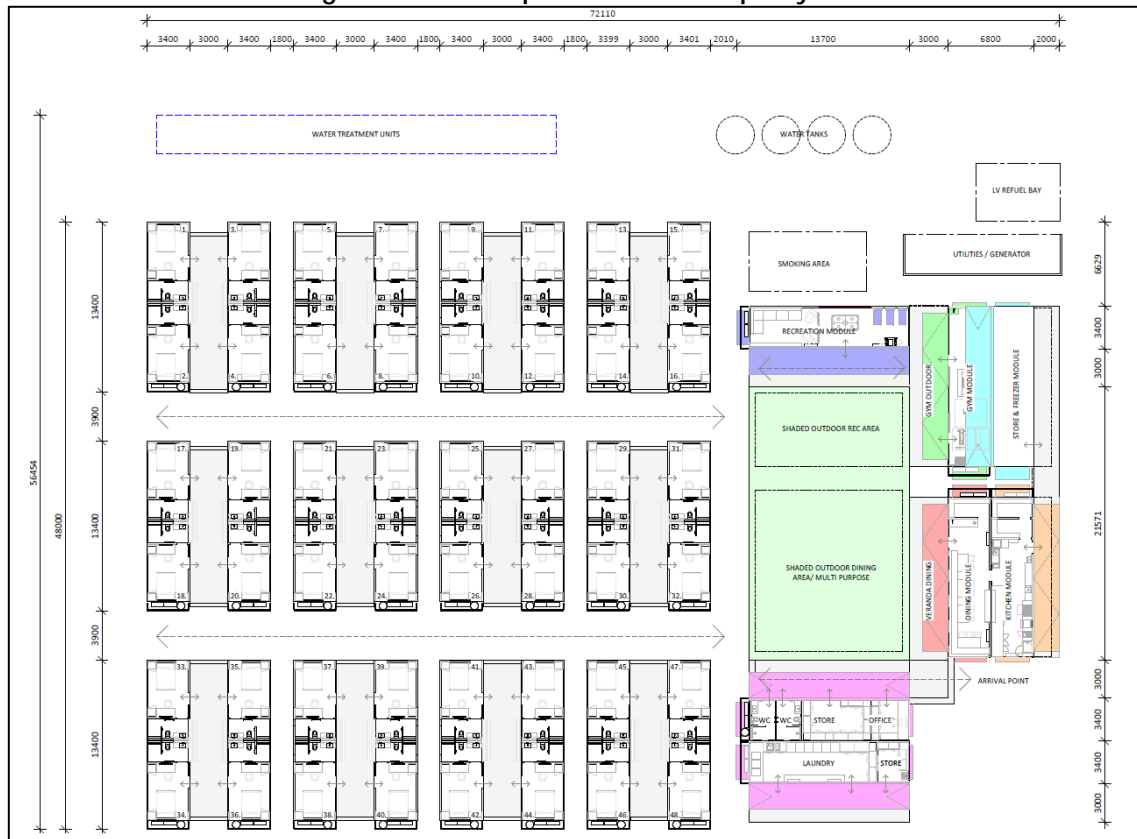 72110
3400 3000 3400 1800 3400 3000 3400 1800 3400 3000 3400 1800 3399 3000 3401 2010 13700 3000 6800 2000
WATER TREATMENT UNITS
WATER TANKS
LV REFUEL BAY
SMOKING AREA
UTILITIES / GENERATOR
56454
48000
13400
3900
13400
3900
13400
1. 3. 5. 7. 9. 11. 13. 15.
2. 4. 6. 8. 10. 12. 14. 16.
17. 19. 21. 23. 25. 27. 29. 31.
18. 20. 22. 24. 26. 28. 30. 32.
33. 35. 37. 39. 41. 43. 45. 47.
34. 36. 38. 40. 42. 44. 46. 48.
RECREATION MODULE
GYM OUTDOOR
GYM MODULE
STORE & FREEZER MODULE
SHADED OUTDOOR REC AREA
SHADED OUTDOOR DINING
AREA/ MULTI PURPOSE
VERANDA DINING
DINING MODULE
KITCHEN MODULE
ARRIVAL POINT
WC WC STORE OFFICE
LAUNDRY STORE
6629
3400
3000
21571
3000
3400
3400
3000